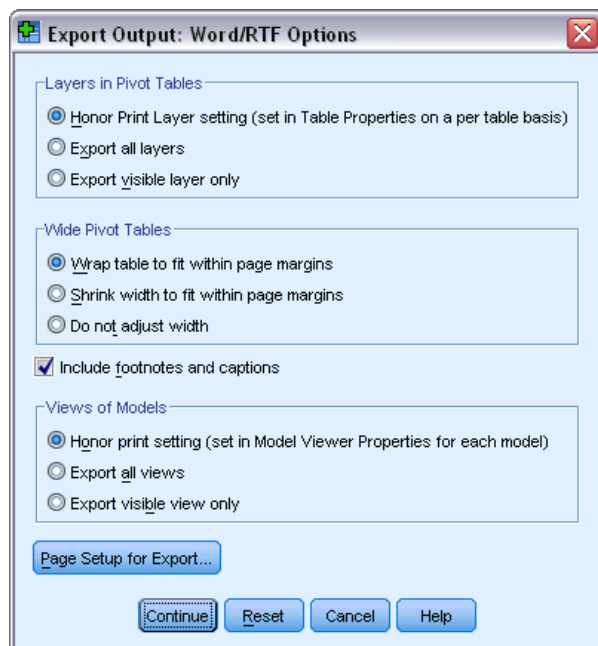 Export Output: Word/RTF Options
Layers in Pivot Tables
Honor Print Layer setting (set in Table Properties on a per table basis)
Export all layers
Export visible layer only
Wide Pivot Tables
Wrap table to fit within page margins
Shrink width to fit within page margins
Do not adjust width
Include footnotes and captions
Views of Models
Honor print setting (set in Model Viewer Properties for each model)
Export all views
Export visible view only
Page Setup for Export...
Continue Reset Cancel Help